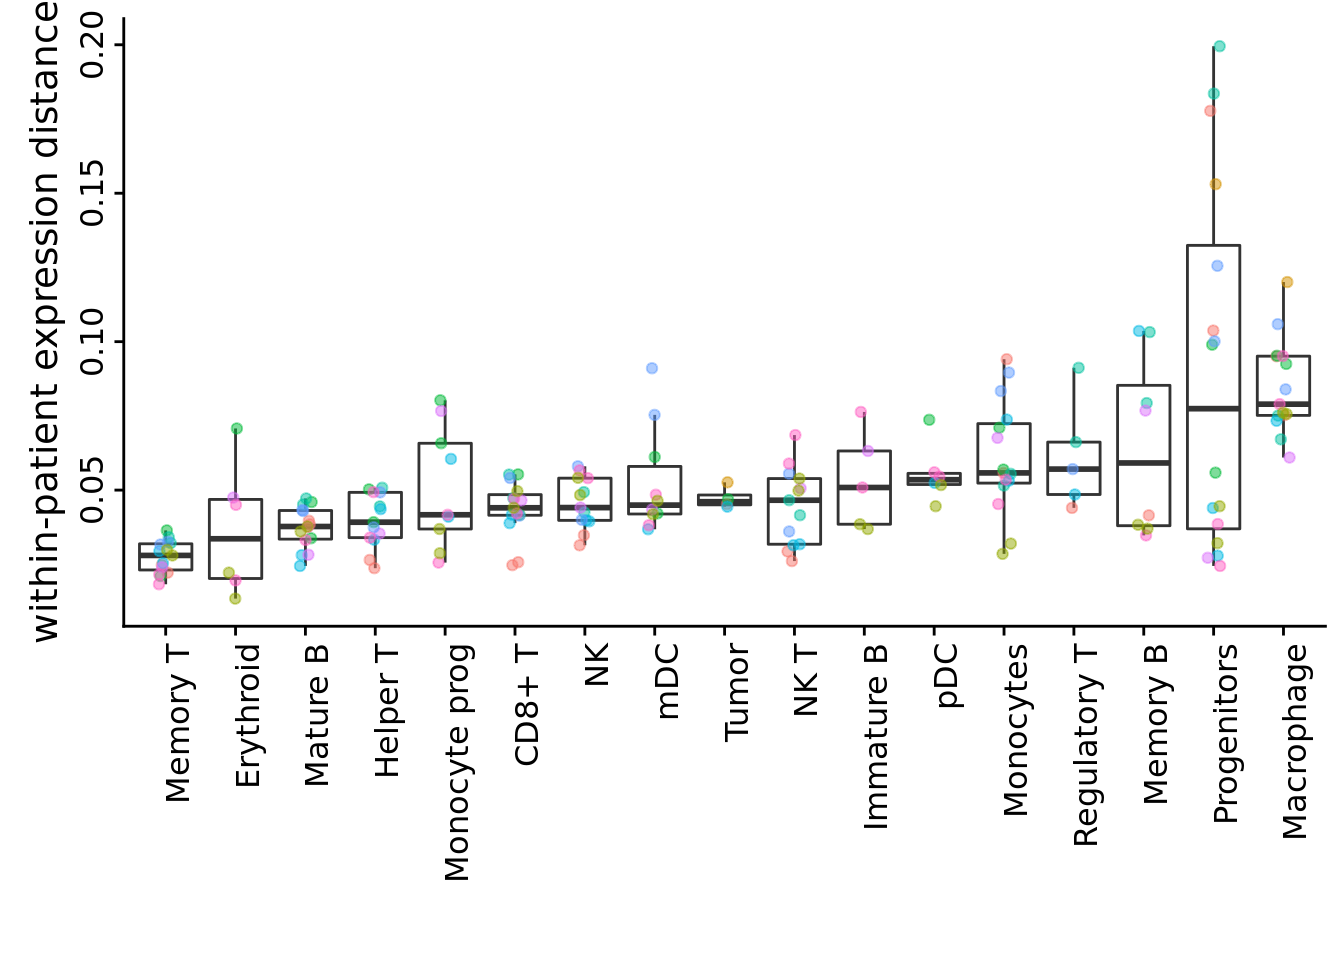 within-patient expression distance
0.20
0.15
0.10
0.05
Memory T
Erythroid
Mature B
Helper T
Monocyte prog
CD8+ T
NK
mDC
Tumor
NK T
Immature B
pDC
Monocytes
Regulatory T
Memory B
Progenitors
Macrophage